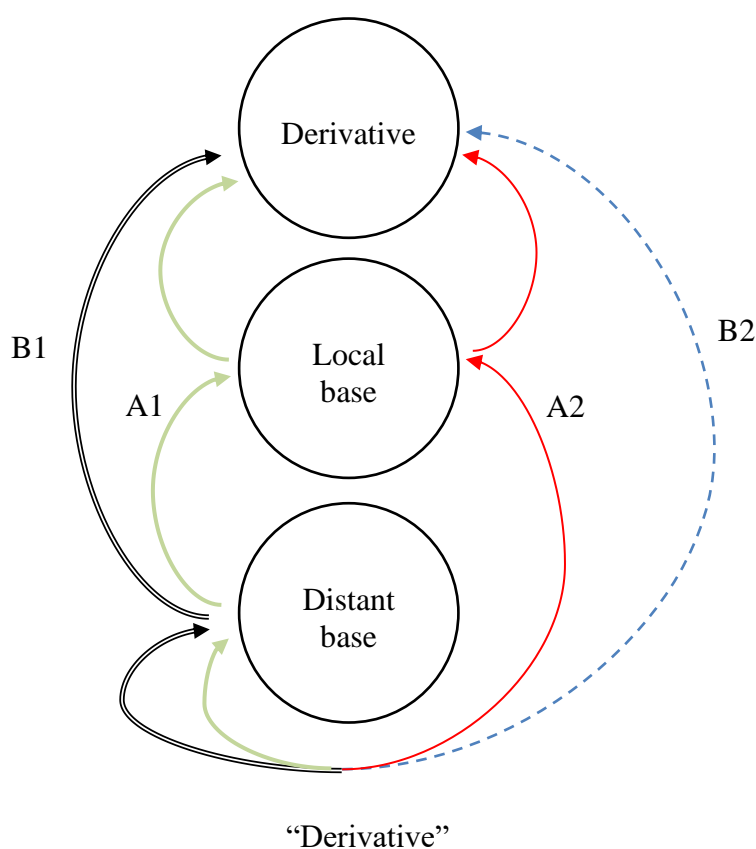 Derivative
B1
B2
Local
base
A1
A2
Distant
base
“Derivative”